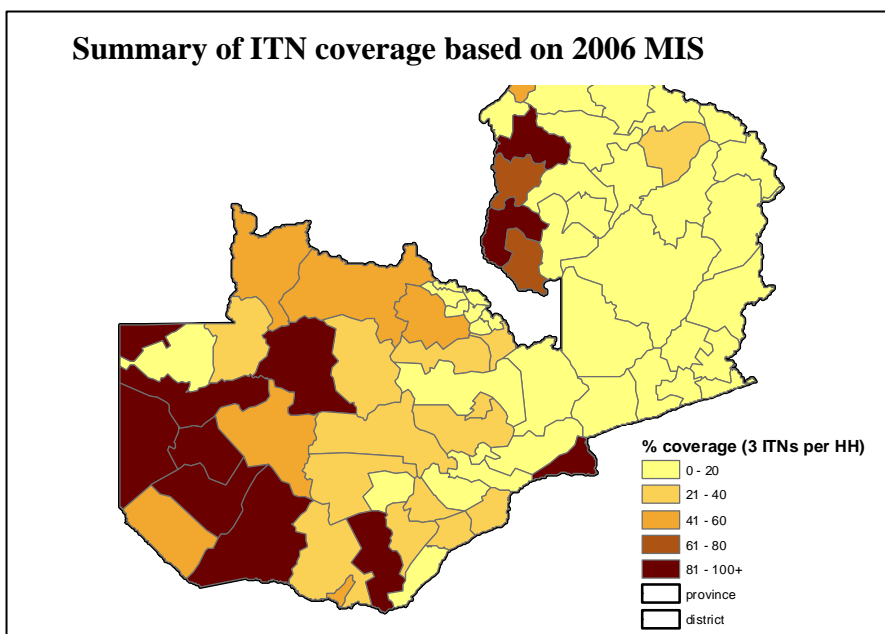 Summary of ITN coverage based on 2006 MIS
% coverage (3 ITNs per HH)
0 - 20
21 - 40
41 - 60
61 - 80
81 - 100+
province
district